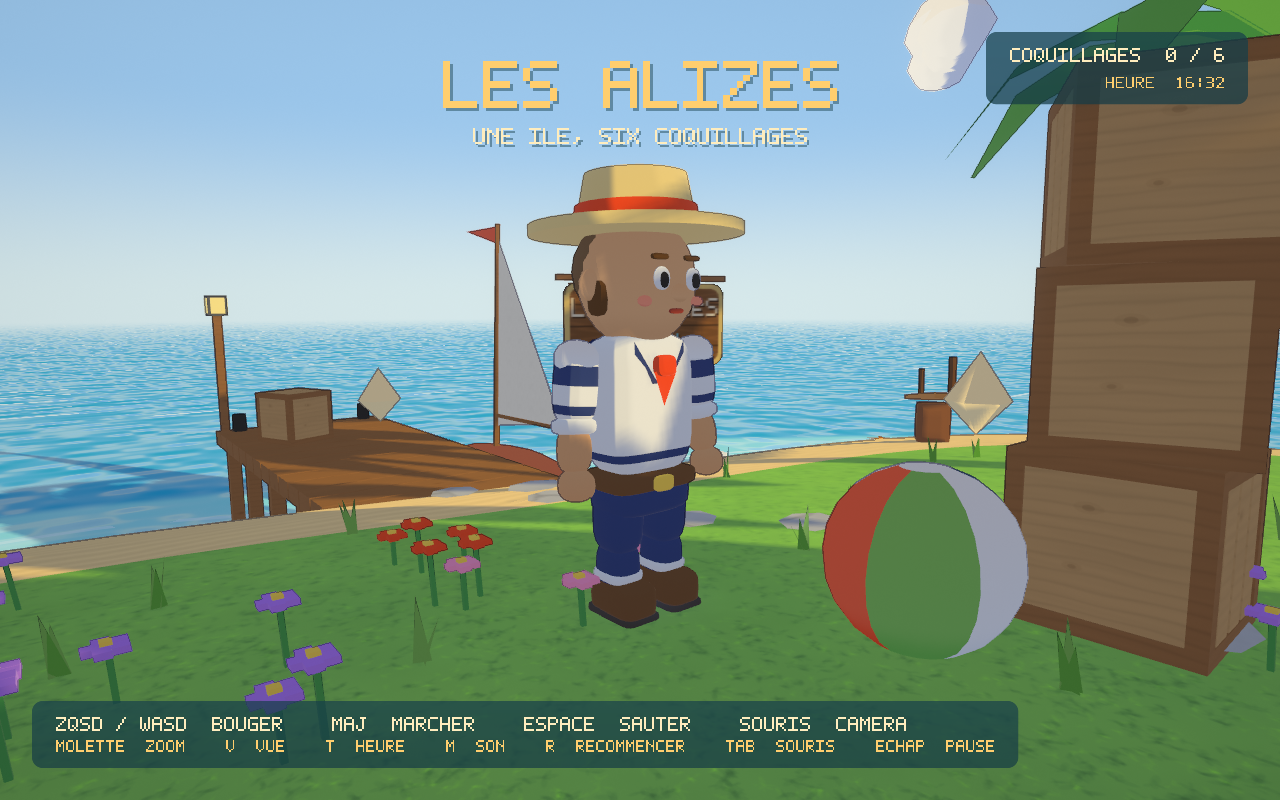 COQUILLAGES 0 / 6
HEURE 16:32
LES ALIZES
UNE ILE, SIX COQUILLAGES
ZQSD / WASD BOUGER MAJ MARCHER ESPACE SAUTER SOURIS CAMERA
MOLETTE ZOOM V VUE T HEURE M SON R RECOMMENCER TAB SOURIS ECHAP PAUSE